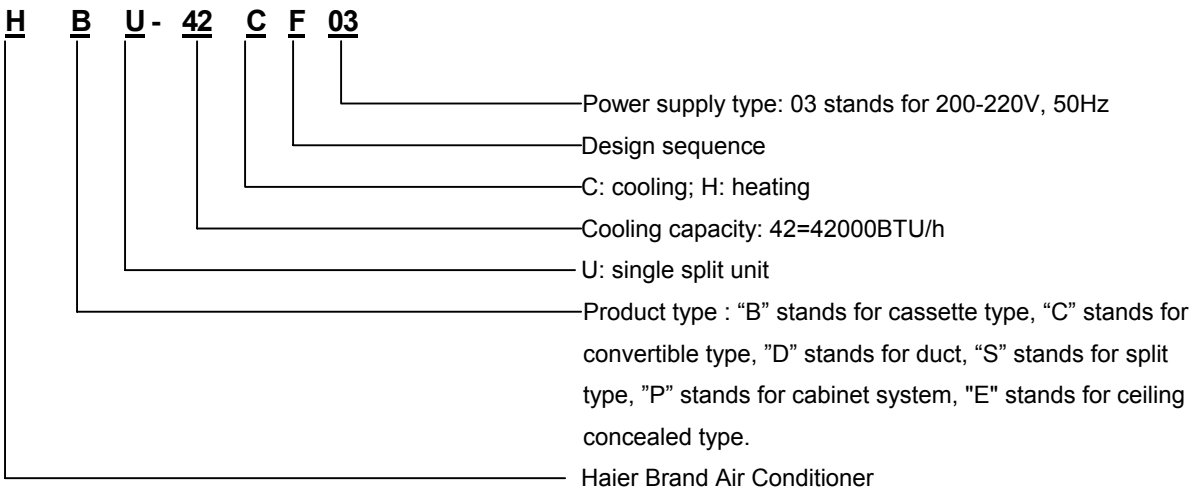 H B U - 42 C F 03
Power supply type: 03 stands for 200-220V, 50Hz
Design sequence
C: cooling; H: heating
Cooling capacity: 42=42000BTU/h
U: single split unit
Product type : “B” stands for cassette type, “C” stands for
convertible type, ”D” stands for duct, “S” stands for split
type, ”P” stands for cabinet system, "E" stands for ceiling
concealed type.
Haier Brand Air Conditioner